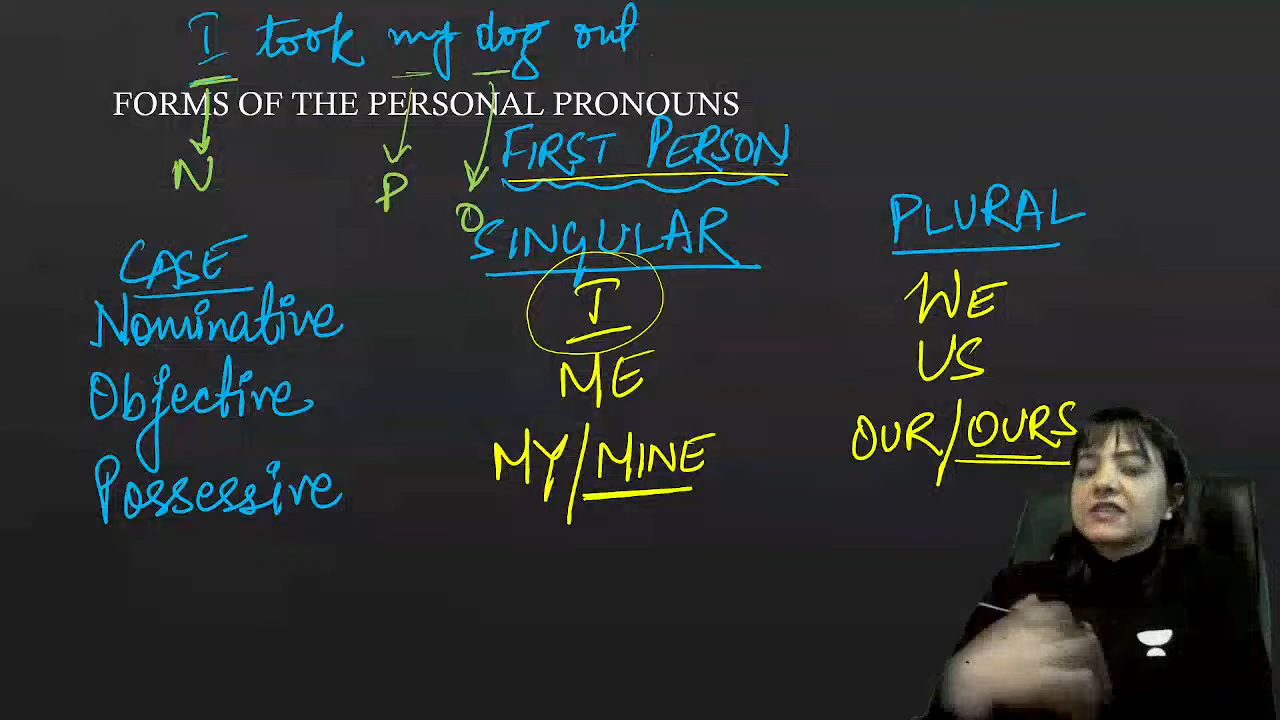 I took my dog out
FORMS OF THE PERSONAL PRONOUNS
N P O
FIRST PERSON
CASE SINGULAR PLURAL
Nominative I WE
Objective ME US
Possessive MY/MINE OUR/OURS